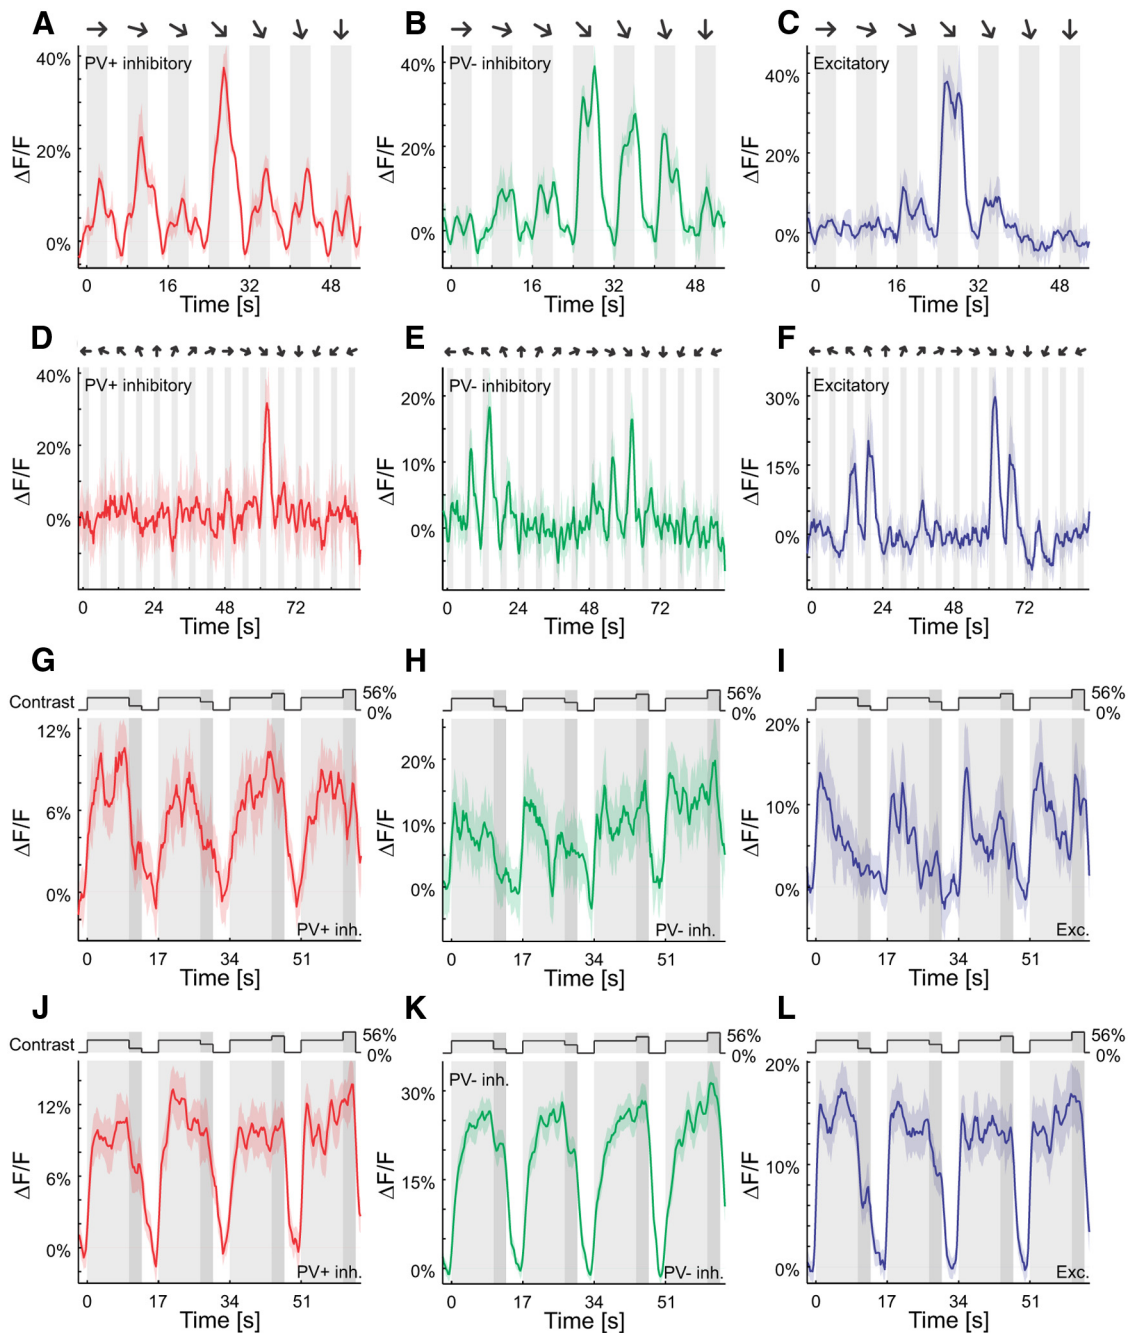 A
B
C
PV+ inhibitory
PV- inhibitory
Excitatory
40%
20%
0%
ΔF/F
40%
20%
0%
ΔF/F
40%
20%
0%
ΔF/F
0 16 32 48
0 16 32 48
0 16 32 48
Time [s]
Time [s]
Time [s]
D
E
F
PV+ inhibitory
PV- inhibitory
Excitatory
40%
20%
0%
ΔF/F
20%
10%
0%
ΔF/F
30%
15%
0%
ΔF/F
0 24 48 72
0 24 48 72
0 24 48 72
Time [s]
Time [s]
Time [s]
G
H
I
Contrast
56%
0%
56%
0%
56%
0%
12%
6%
0%
ΔF/F
20%
10%
0%
ΔF/F
20%
10%
0%
ΔF/F
PV+ inh.
PV- inh.
Exc.
0 17 34 51
0 17 34 51
0 17 34 51
Time [s]
Time [s]
Time [s]
J
K
L
Contrast
56%
0%
56%
0%
56%
0%
PV- inh.
12%
6%
0%
ΔF/F
30%
15%
0%
ΔF/F
20%
10%
0%
ΔF/F
PV+ inh.
PV- inh.
Exc.
0 17 34 51
0 17 34 51
0 17 34 51
Time [s]
Time [s]
Time [s]